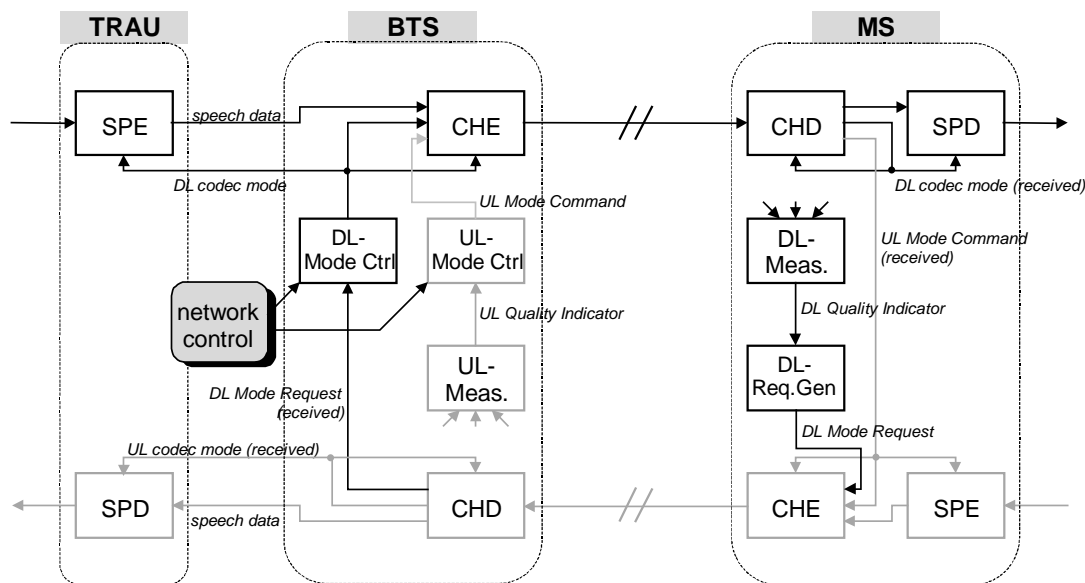 TRAU
BTS
MS
SPE
speech data
CHE
CHD
SPD
DL codec mode
DL codec mode (received)
UL Mode Command
DL-
Mode Ctrl
UL-
Mode Ctrl
DL-
Meas.
UL Mode Command
(received)
network
control
UL Quality Indicator
DL Quality Indicator
UL-
Meas.
DL-
Req.Gen
DL Mode Request
(received)
DL Mode Request
UL codec mode (received)
SPD
speech data
CHD
CHE
SPE